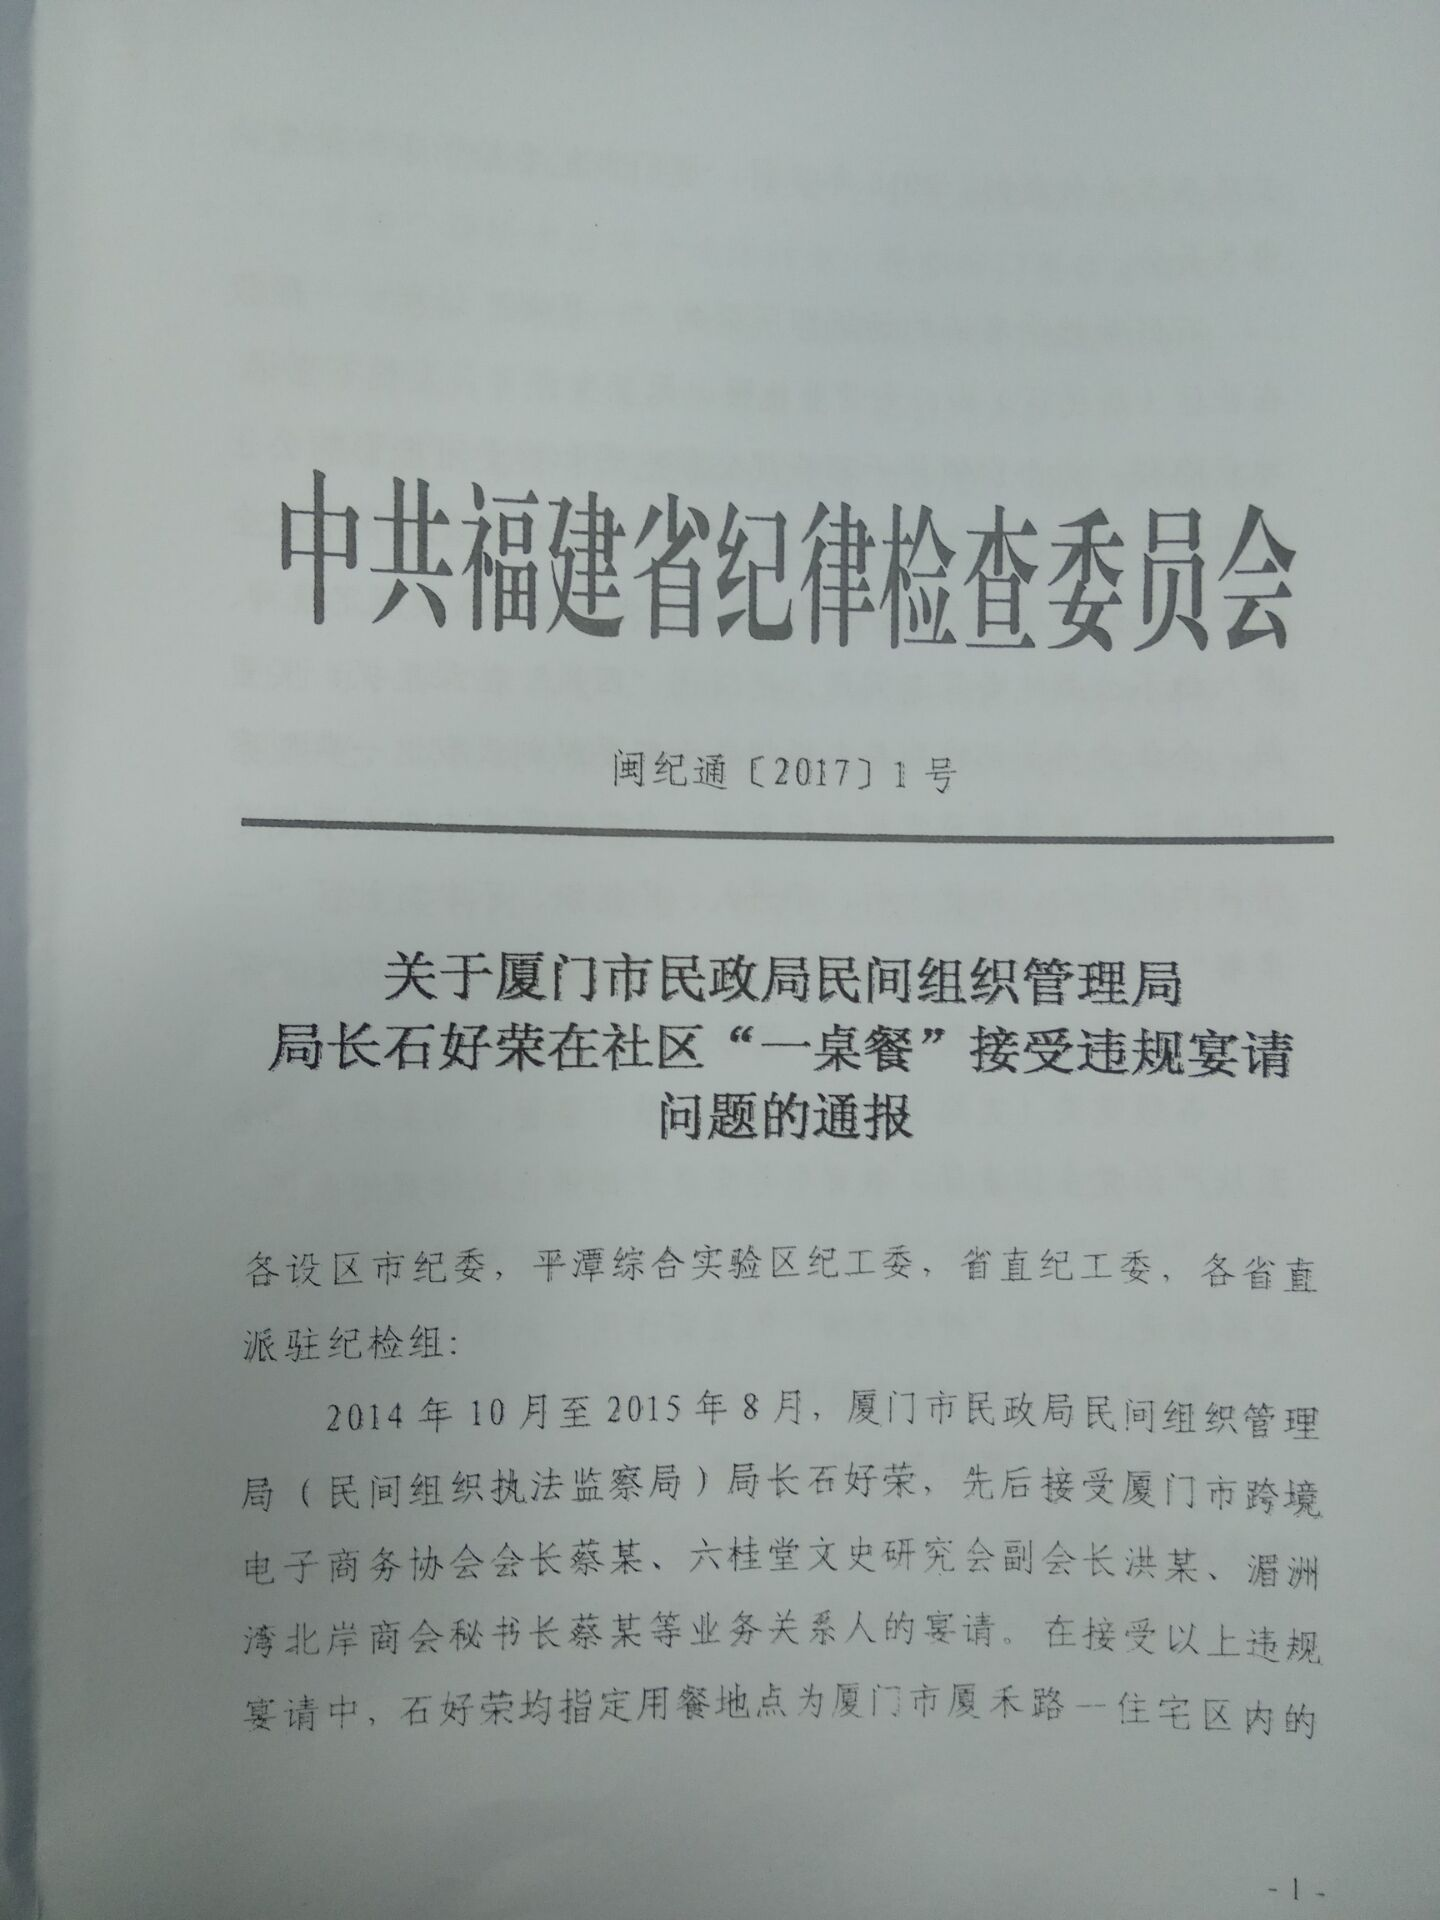 中共福建省纪律检查委员会
闽纪通〔2017〕1号
关于厦门市民政局民间组织管理局
局长石好荣在社区“一桌餐”接受违规宴请
问题的通报
各设区市纪委，平潭综合实验区纪工委，省直纪工委，各省直
派驻纪检组：
2014年10月至2015年8月，厦门市民政局民间组织管理
局（民间组织执法监察局）局长石好荣，先后接受厦门市跨境
电子商务协会会长蔡某、六桂堂文史研究会副会长洪某、湄洲
湾北岸商会秘书长蔡某等业务关系人的宴请。在接受以上违规
宴请中，石好荣均指定用餐地点为厦门市厦禾路一住宅区内的
- 1 -